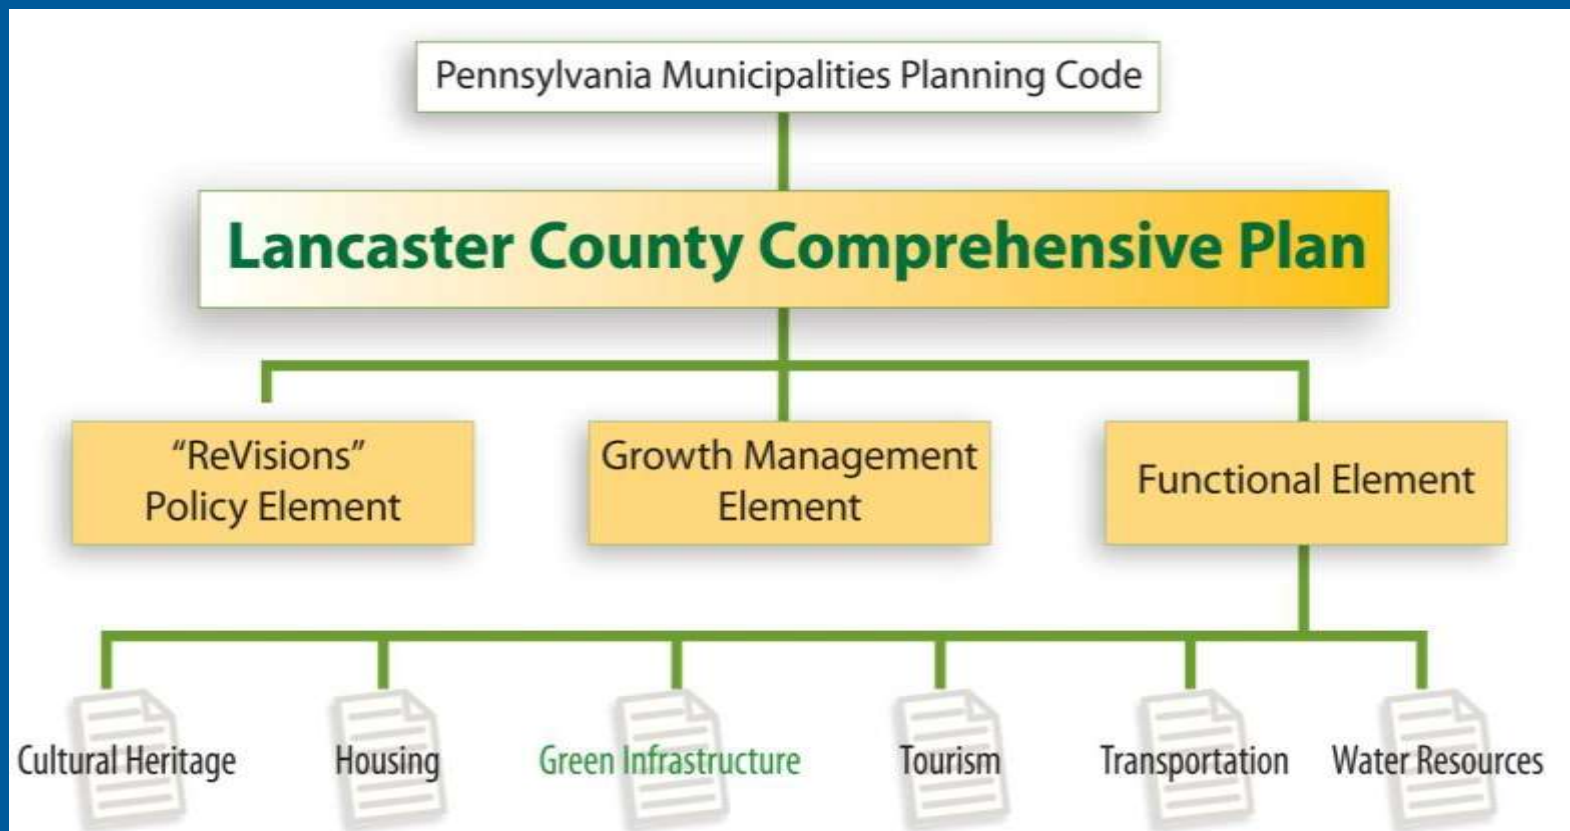 Pennsylvania Municipalities Planning Code
Lancaster County Comprehensive Plan
“ReVisions”
Policy Element
Growth Management
Element
Functional Element
Cultural Heritage
Housing
Green Infrastructure
Tourism
Transportation
Water Resources